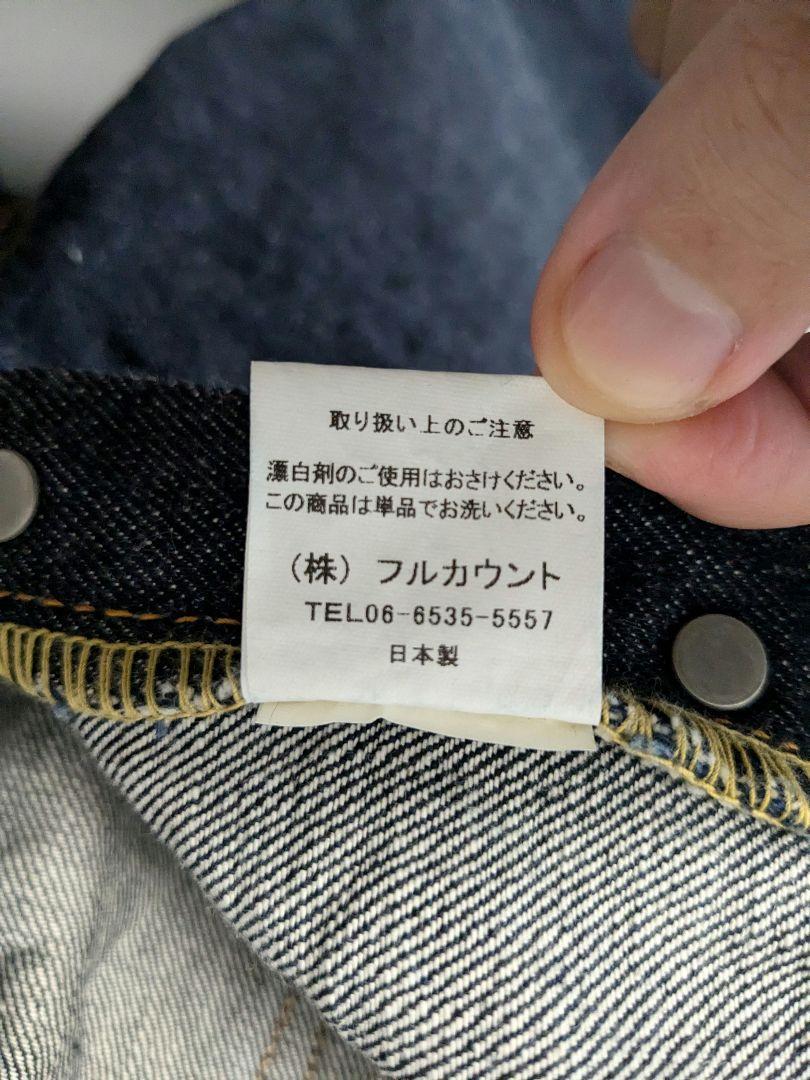 取り扱い上のご注意
漂白剤のご使用はおさけください。
この商品は単品でお洗いください。
（株）フルカウント
TEL06-6535-5557
日本製